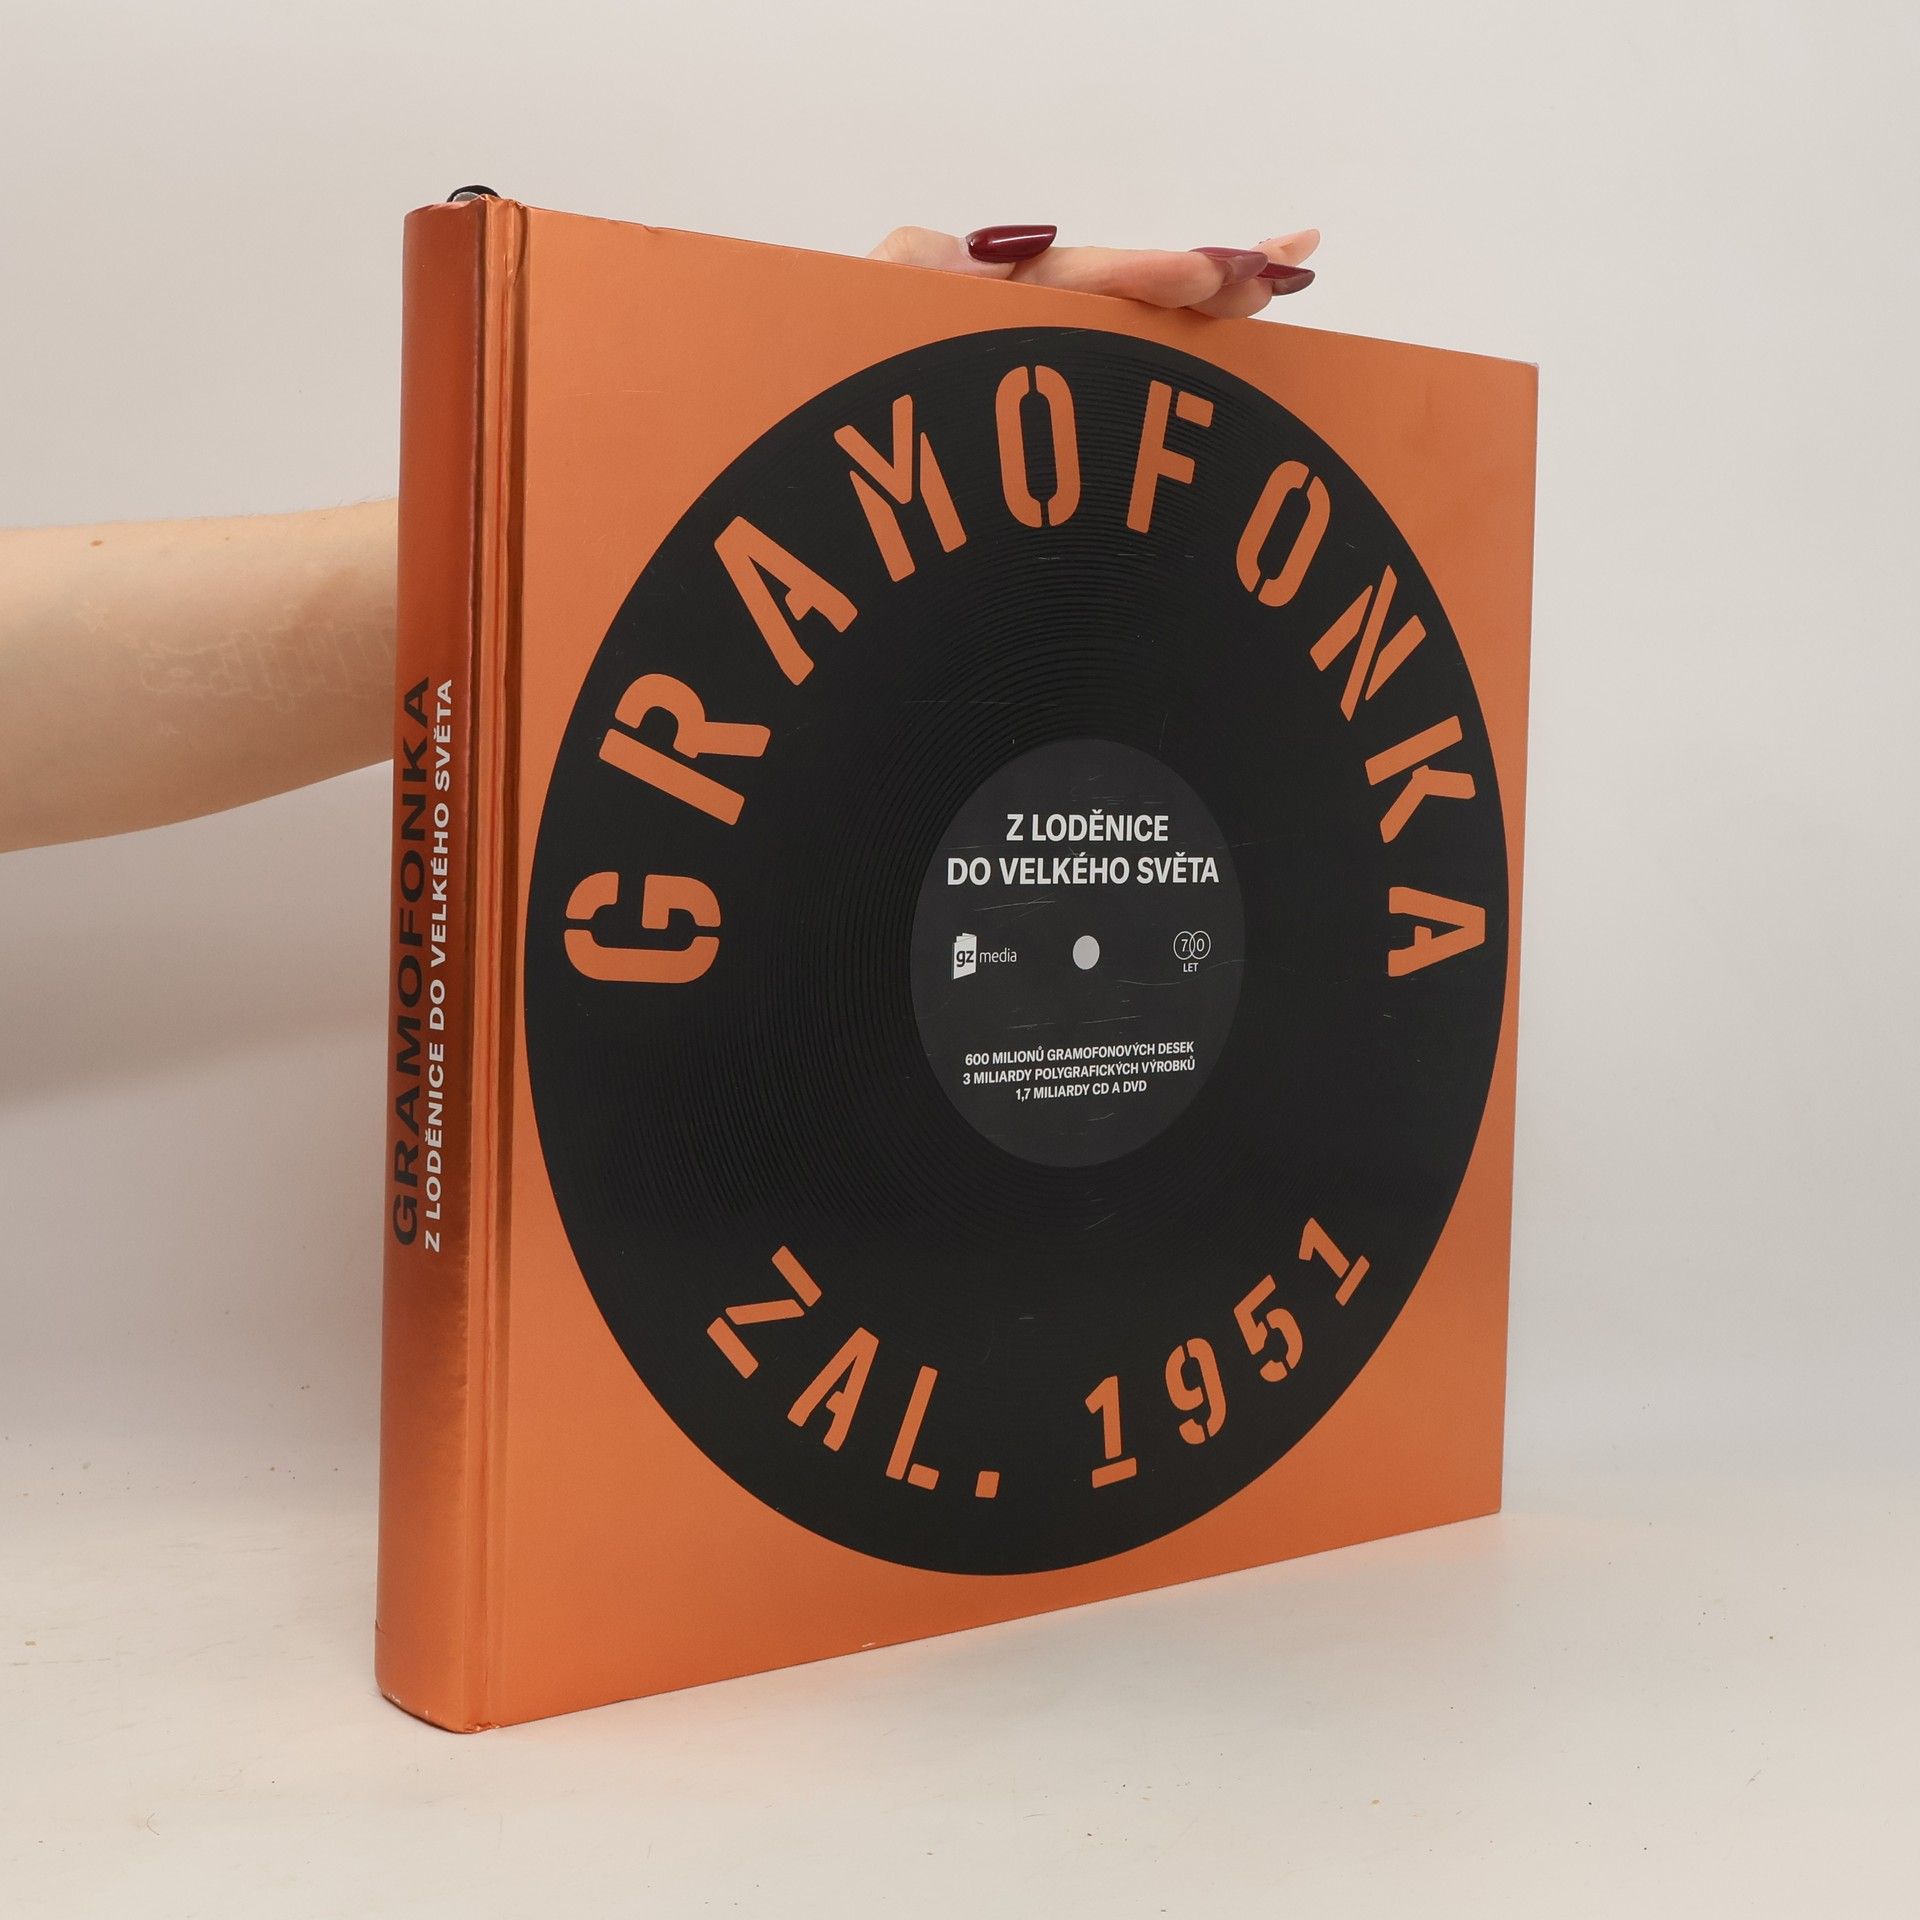 GRAMOFONKA
Z LODĚNICE DO VELKÉHO SVĚTA
GRAMOFONKA
Z LODĚNICE
DO VELKÉHO SVĚTA
gz media
70
LET
600 MILIONŮ GRAMOFONOVÝCH DESEK
3 MILIARDY POLYGRAFICKÝCH VÝROBKŮ
1,7 MILIARDY CD A DVD
ZAL. 1951